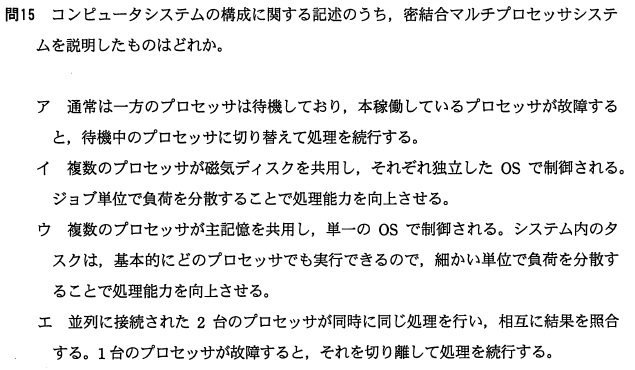 問15 コンピュータシステムの構成に関する記述のうち，密結合マルチプロセッサシステ
ムを説明したものはどれか。
ア 通常は一方のプロセッサは待機しており，本稼働しているプロセッサが故障する
と，待機中のプロセッサに切り替えて処理を続行する。
イ 複数のプロセッサが磁気ディスクを共用し，それぞれ独立した OS で制御される。
ジョブ単位で負荷を分散することで処理能力を向上させる。
ウ 複数のプロセッサが主記憶を共用し，単一の OS で制御される。システム内のタ
スクは，基本的にどのプロセッサでも実行できるので，細かい単位で負荷を分散す
ることで処理能力を向上させる。
エ 並列に接続された 2 台のプロセッサが同時に同じ処理を行い，相互に結果を照合
する。1 台のプロセッサが故障すると，それを切り離して処理を続行する。